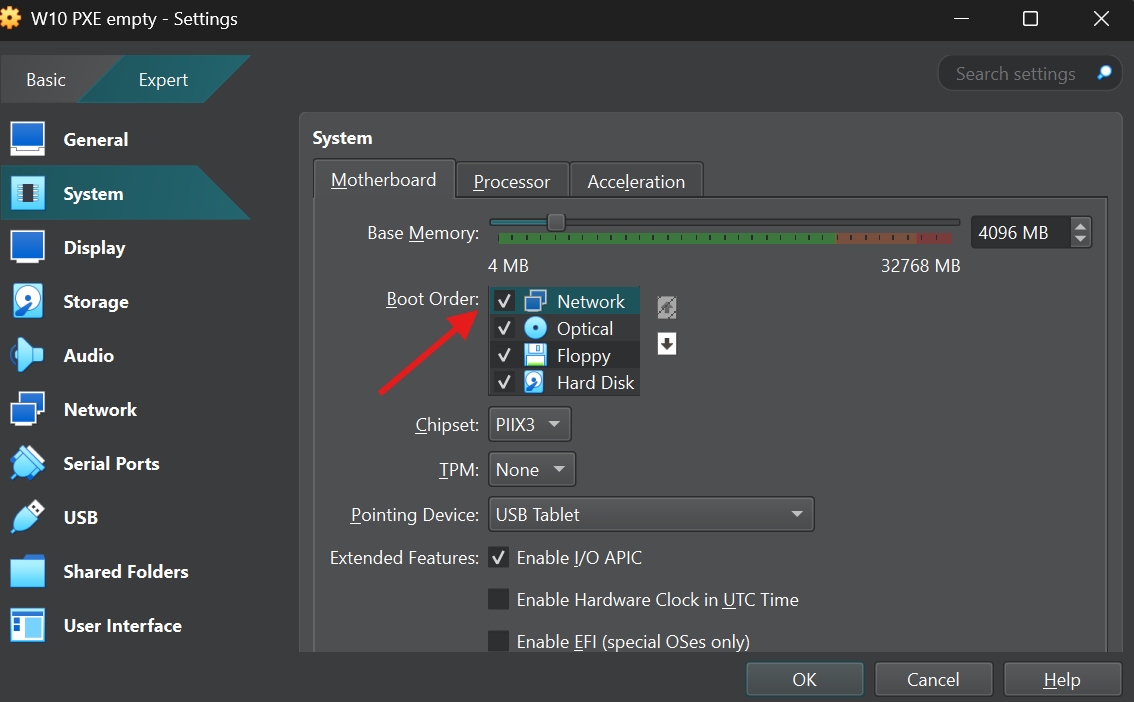 W10 PXE empty - Settings
Basic Expert Search settings
General
System
Display
Storage
Audio
Network
Serial Ports
USB
Shared Folders
User Interface
System
Motherboard Processor Acceleration
Base Memory: 4096 MB
4 MB 32768 MB
Boot Order: Network
Optical
Floppy
Hard Disk
Chipset: PIIX3
TPM: None
Pointing Device: USB Tablet
Extended Features: Enable I/O APIC
Enable Hardware Clock in UTC Time
Enable EFI (special OSes only)
OK Cancel Help